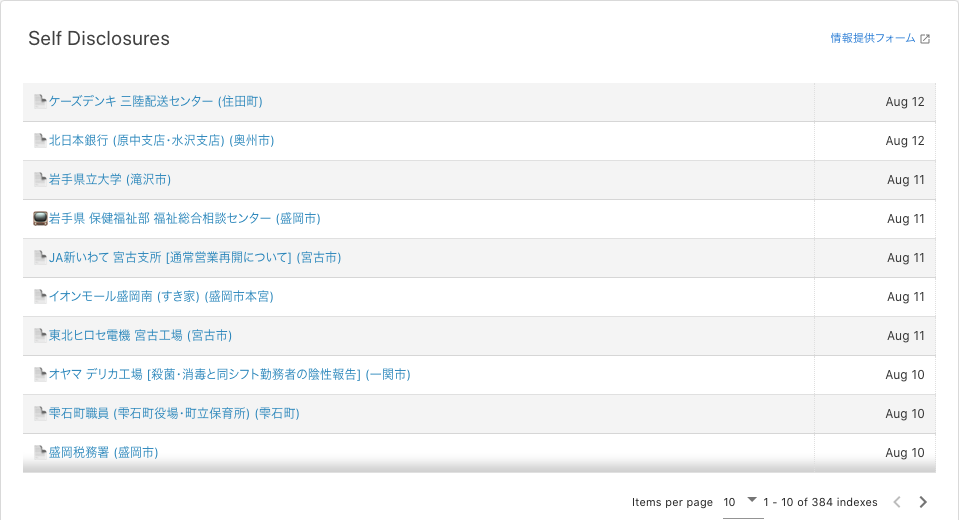 Self Disclosures
情報提供フォーム
ケーズデンキ 三陸配送センター (住田町) Aug 12
北日本銀行 (原中支店・水沢支店) (奥州市) Aug 12
岩手県立大学 (滝沢市) Aug 11
岩手県 保健福祉部 福祉総合相談センター (盛岡市) Aug 11
JA新いわて 宮古支所 [通常営業再開について] (宮古市) Aug 11
イオンモール盛岡南 (すき家) (盛岡市本宮) Aug 11
東北ヒロセ電機 宮古工場 (宮古市) Aug 11
オヤマ デリカ工場 [殺菌・消毒と同シフト勤務者の陰性報告] (一関市) Aug 10
雫石町職員 (雫石町役場・町立保育所) (雫石町) Aug 10
盛岡税務署 (盛岡市) Aug 10
Items per page 10 1 - 10 of 384 indexes